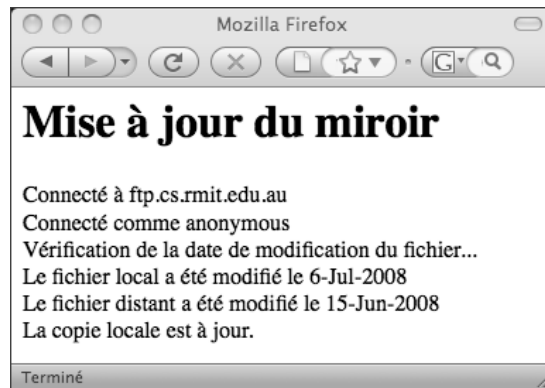 Mozilla Firefox
G
Mise à jour du miroir
Connecté à ftp.cs.rmit.edu.au
Connecté comme anonymous
Vérification de la date de modification du fichier...
Le fichier local a été modifié le 6-Jul-2008
Le fichier distant a été modifié le 15-Jun-2008
La copie locale est à jour.
Terminé